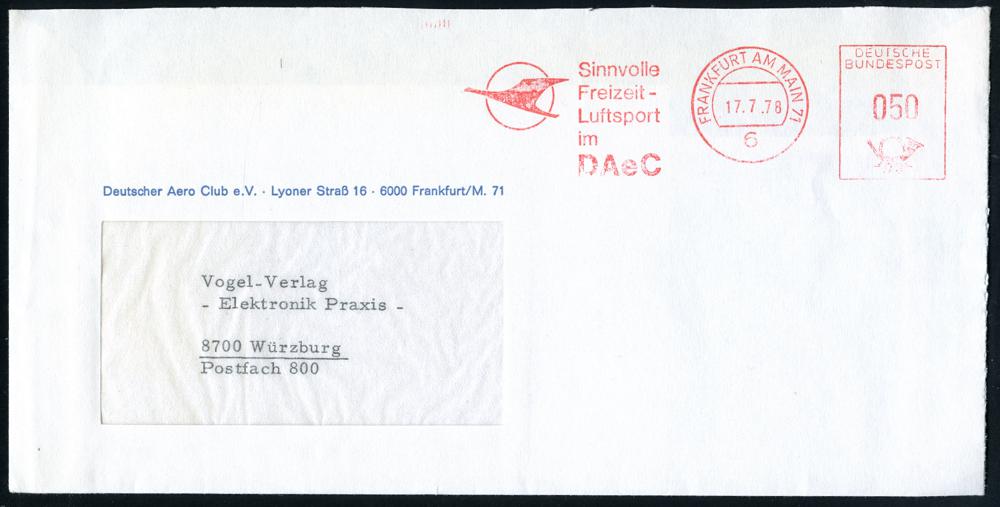 Sinnvolle
Freizeit -
Luftsport
im
DAeC
FRANKFURT AM MAIN 71
17.7.78
6
DEUTSCHE
BUNDESPOST
050
Deutscher Aero Club e.V. · Lyoner Straß 16 · 6000 Frankfurt/M. 71
Vogel-Verlag
- Elektronik Praxis -
8700 Würzburg
Postfach 800